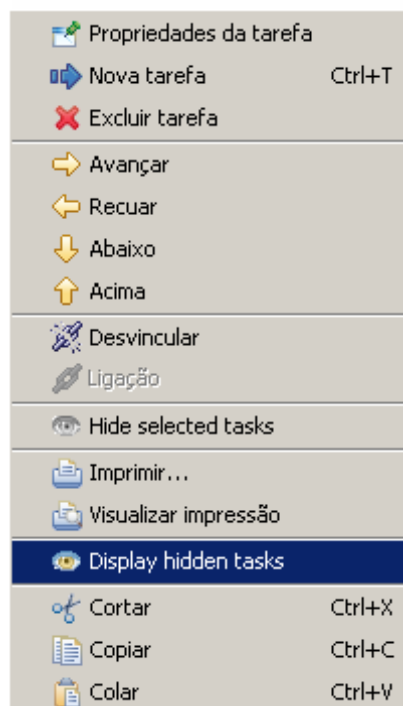 Propriedades da tarefa
Nova tarefa Ctrl+T
Excluir tarefa
Avançar
Recuar
Abaixo
Acima
Desvincular
Ligação
Hide selected tasks
Imprimir...
Visualizar impressão
Display hidden tasks
Cortar Ctrl+X
Copiar Ctrl+C
Colar Ctrl+V